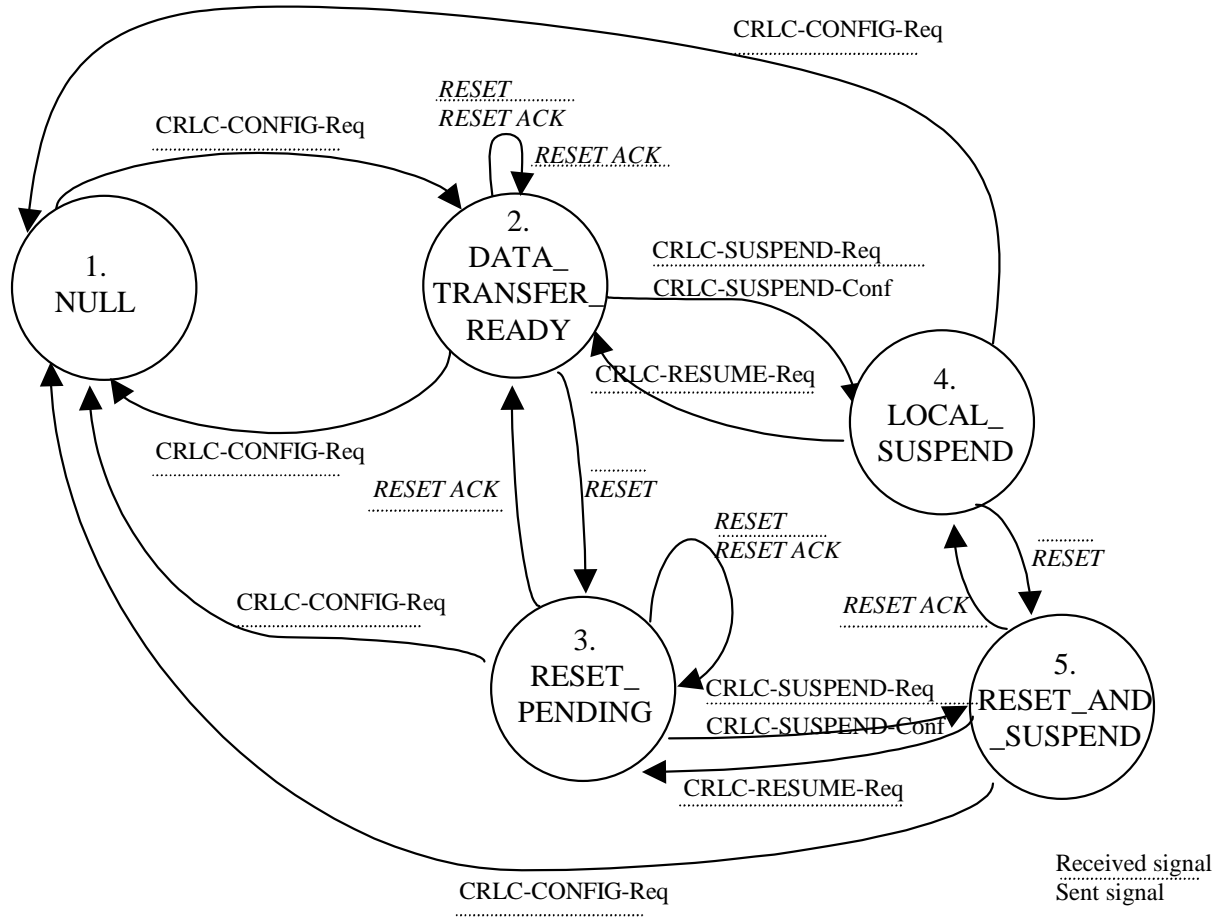 CRLC-CONFIG-Req
RESET
RESET ACK
CRLC-CONFIG-Req
RESET ACK
1.
NULL
2.
DATA_
TRANSFER_
READY
CRLC-SUSPEND-Req
CRLC-SUSPEND-Conf
CRLC-RESUME-Req
4.
LOCAL_
SUSPEND
CRLC-CONFIG-Req
RESET ACK
RESET
RESET
RESET ACK
RESET
CRLC-CONFIG-Req
RESET ACK
3.
RESET_
PENDING
CRLC-SUSPEND-Req
CRLC-SUSPEND-Conf
5.
RESET_AND
_SUSPEND
CRLC-RESUME-Req
CRLC-CONFIG-Req
Received signal
Sent signal